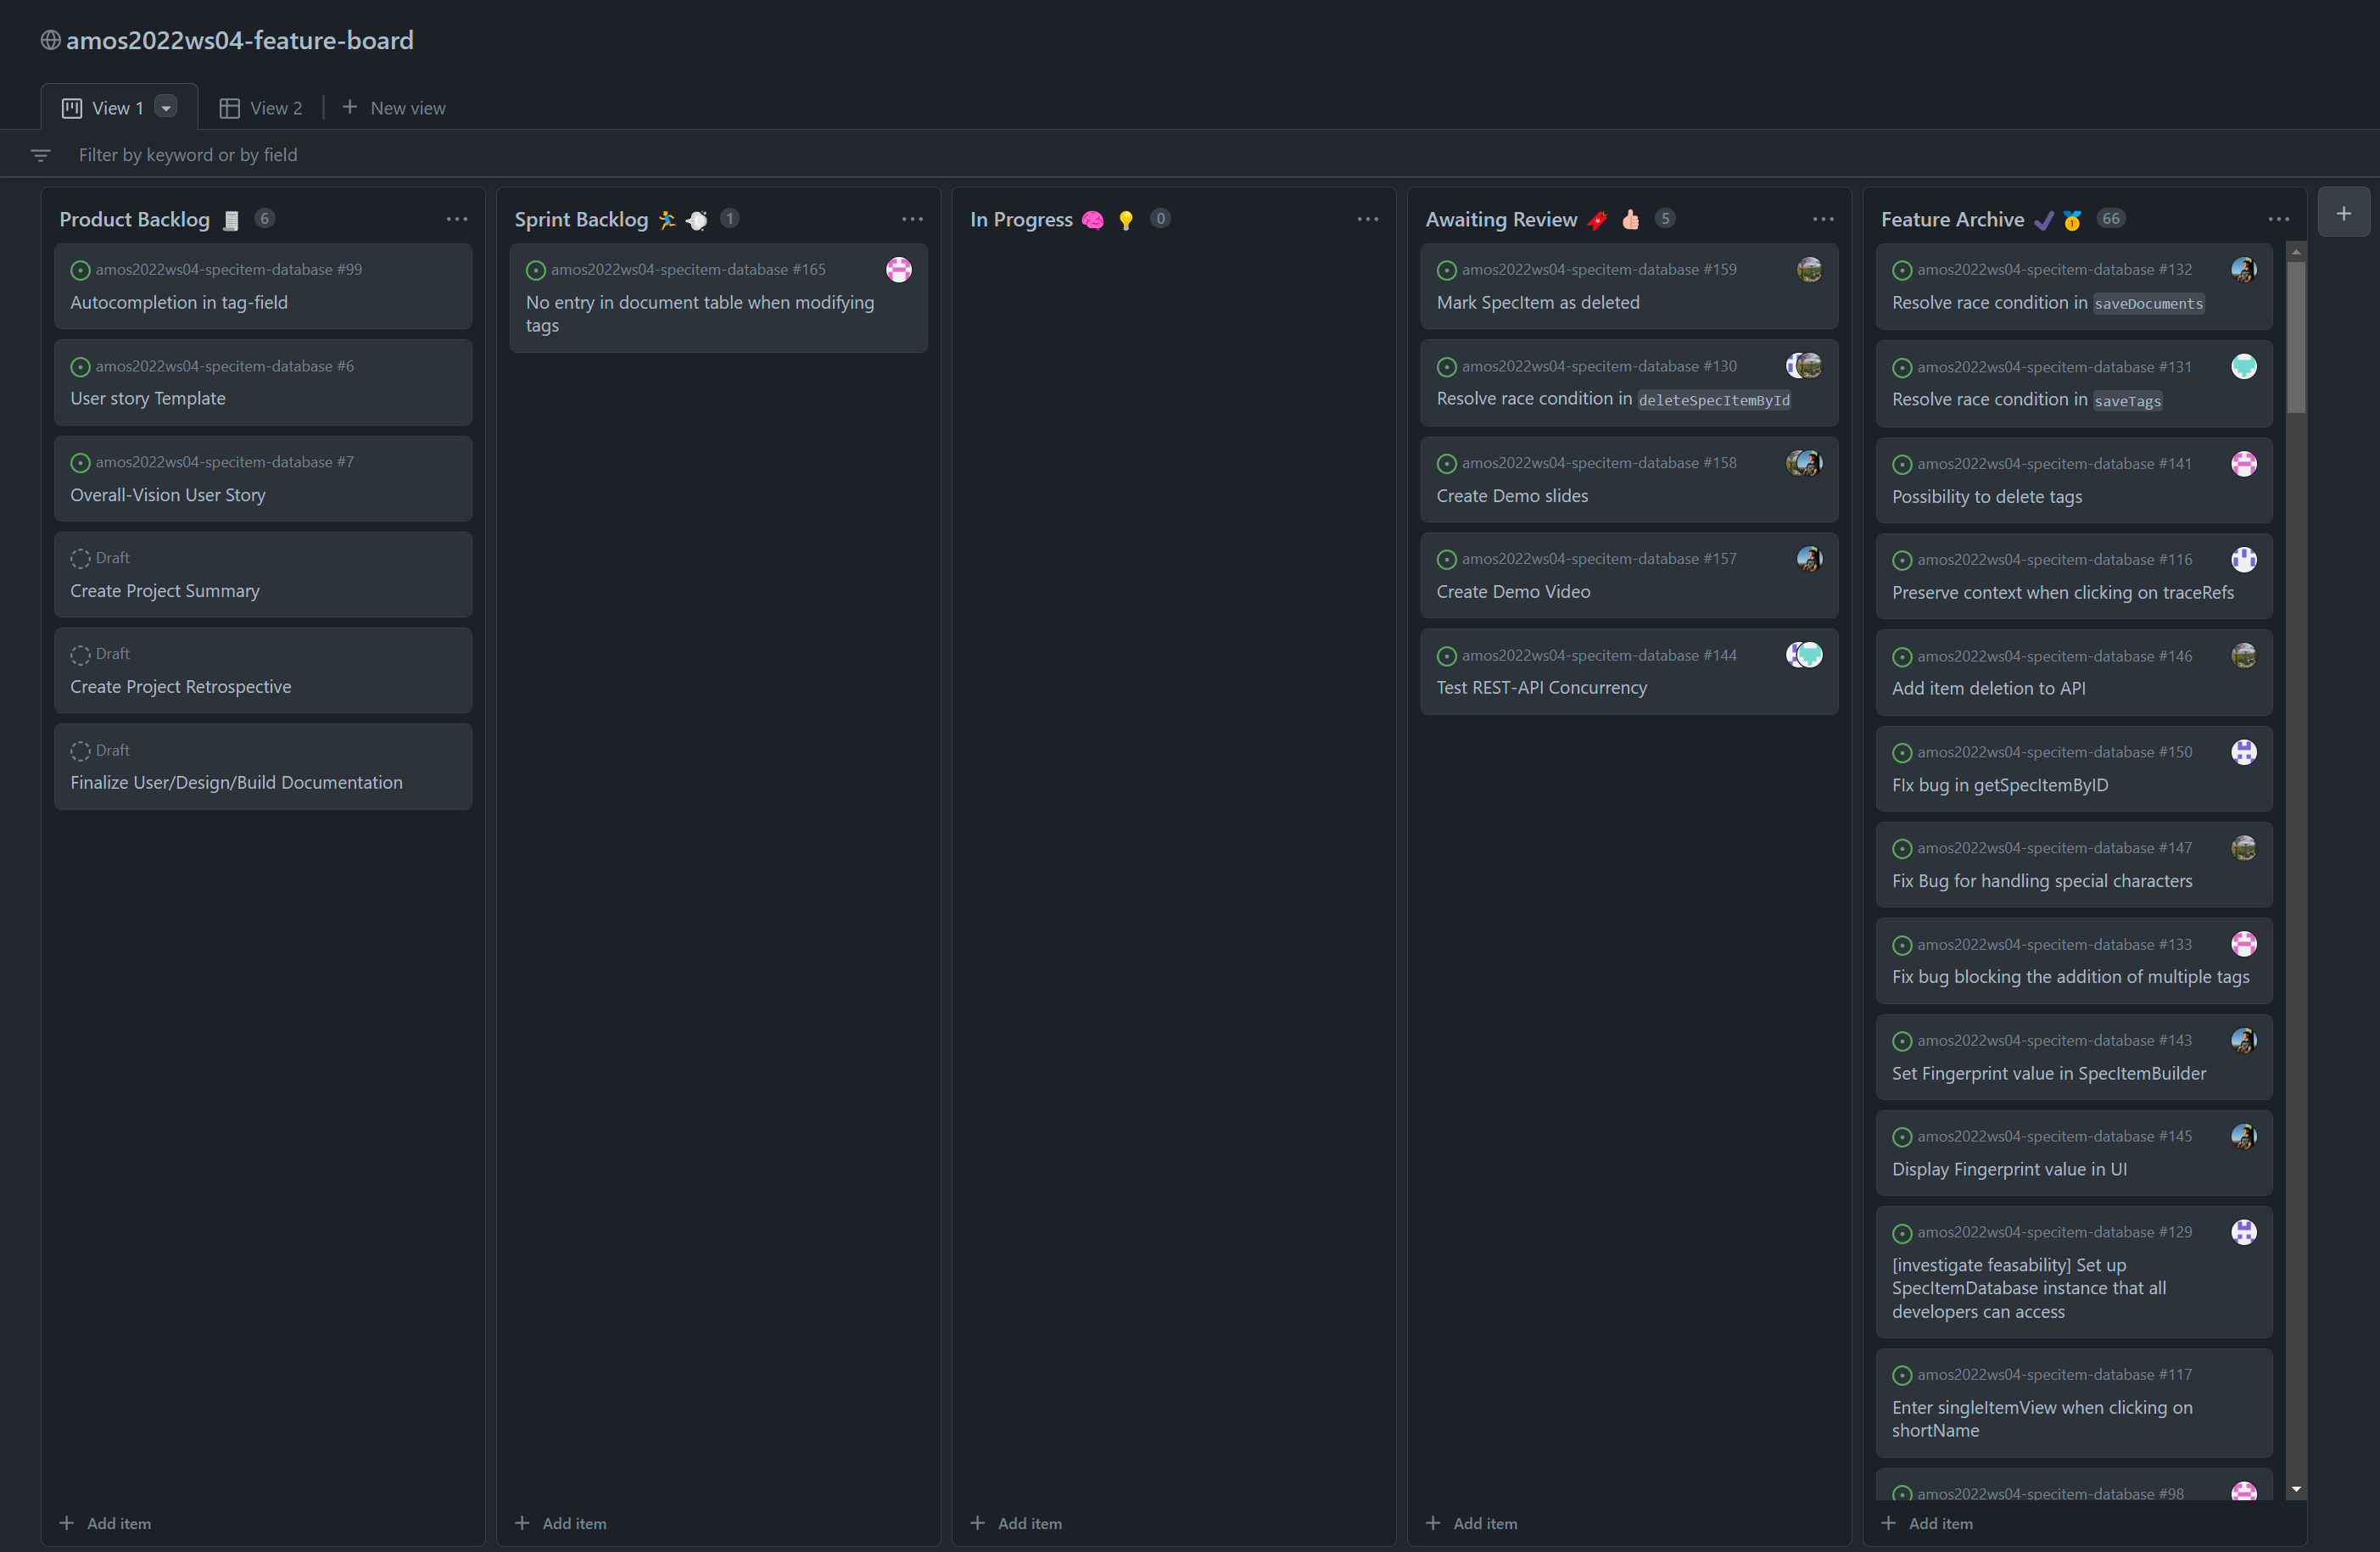 amos2022ws04-feature-board
View 1
View 2
New view
Filter by keyword or by field
Product Backlog 6
amos2022ws04-specitem-database #99
Autocompletion in tag-field
amos2022ws04-specitem-database #6
User story Template
amos2022ws04-specitem-database #7
Overall-Vision User Story
Draft
Create Project Summary
Draft
Create Project Retrospective
Draft
Finalize User/Design/Build Documentation
Add item
Sprint Backlog 1
amos2022ws04-specitem-database #165
No entry in document table when modifying
tags
Add item
In Progress 0
Add item
Awaiting Review 5
amos2022ws04-specitem-database #159
Mark SpecItem as deleted
amos2022ws04-specitem-database #130
Resolve race condition in deleteSpecItemById
amos2022ws04-specitem-database #158
Create Demo slides
amos2022ws04-specitem-database #157
Create Demo Video
amos2022ws04-specitem-database #144
Test REST-API Concurrency
Add item
Feature Archive 66
amos2022ws04-specitem-database #132
Resolve race condition in saveDocuments
amos2022ws04-specitem-database #131
Resolve race condition in saveTags
amos2022ws04-specitem-database #141
Possibility to delete tags
amos2022ws04-specitem-database #116
Preserve context when clicking on traceRefs
amos2022ws04-specitem-database #146
Add item deletion to API
amos2022ws04-specitem-database #150
FIx bug in getSpecItemByID
amos2022ws04-specitem-database #147
Fix Bug for handling special characters
amos2022ws04-specitem-database #133
Fix bug blocking the addition of multiple tags
amos2022ws04-specitem-database #143
Set Fingerprint value in SpecItemBuilder
amos2022ws04-specitem-database #145
Display Fingerprint value in UI
amos2022ws04-specitem-database #129
[investigate feasability] Set up
SpecItemDatabase instance that all
developers can access
amos2022ws04-specitem-database #117
Enter singleItemView when clicking on
shortName
amos2022ws04-specitem-database #98
Add item